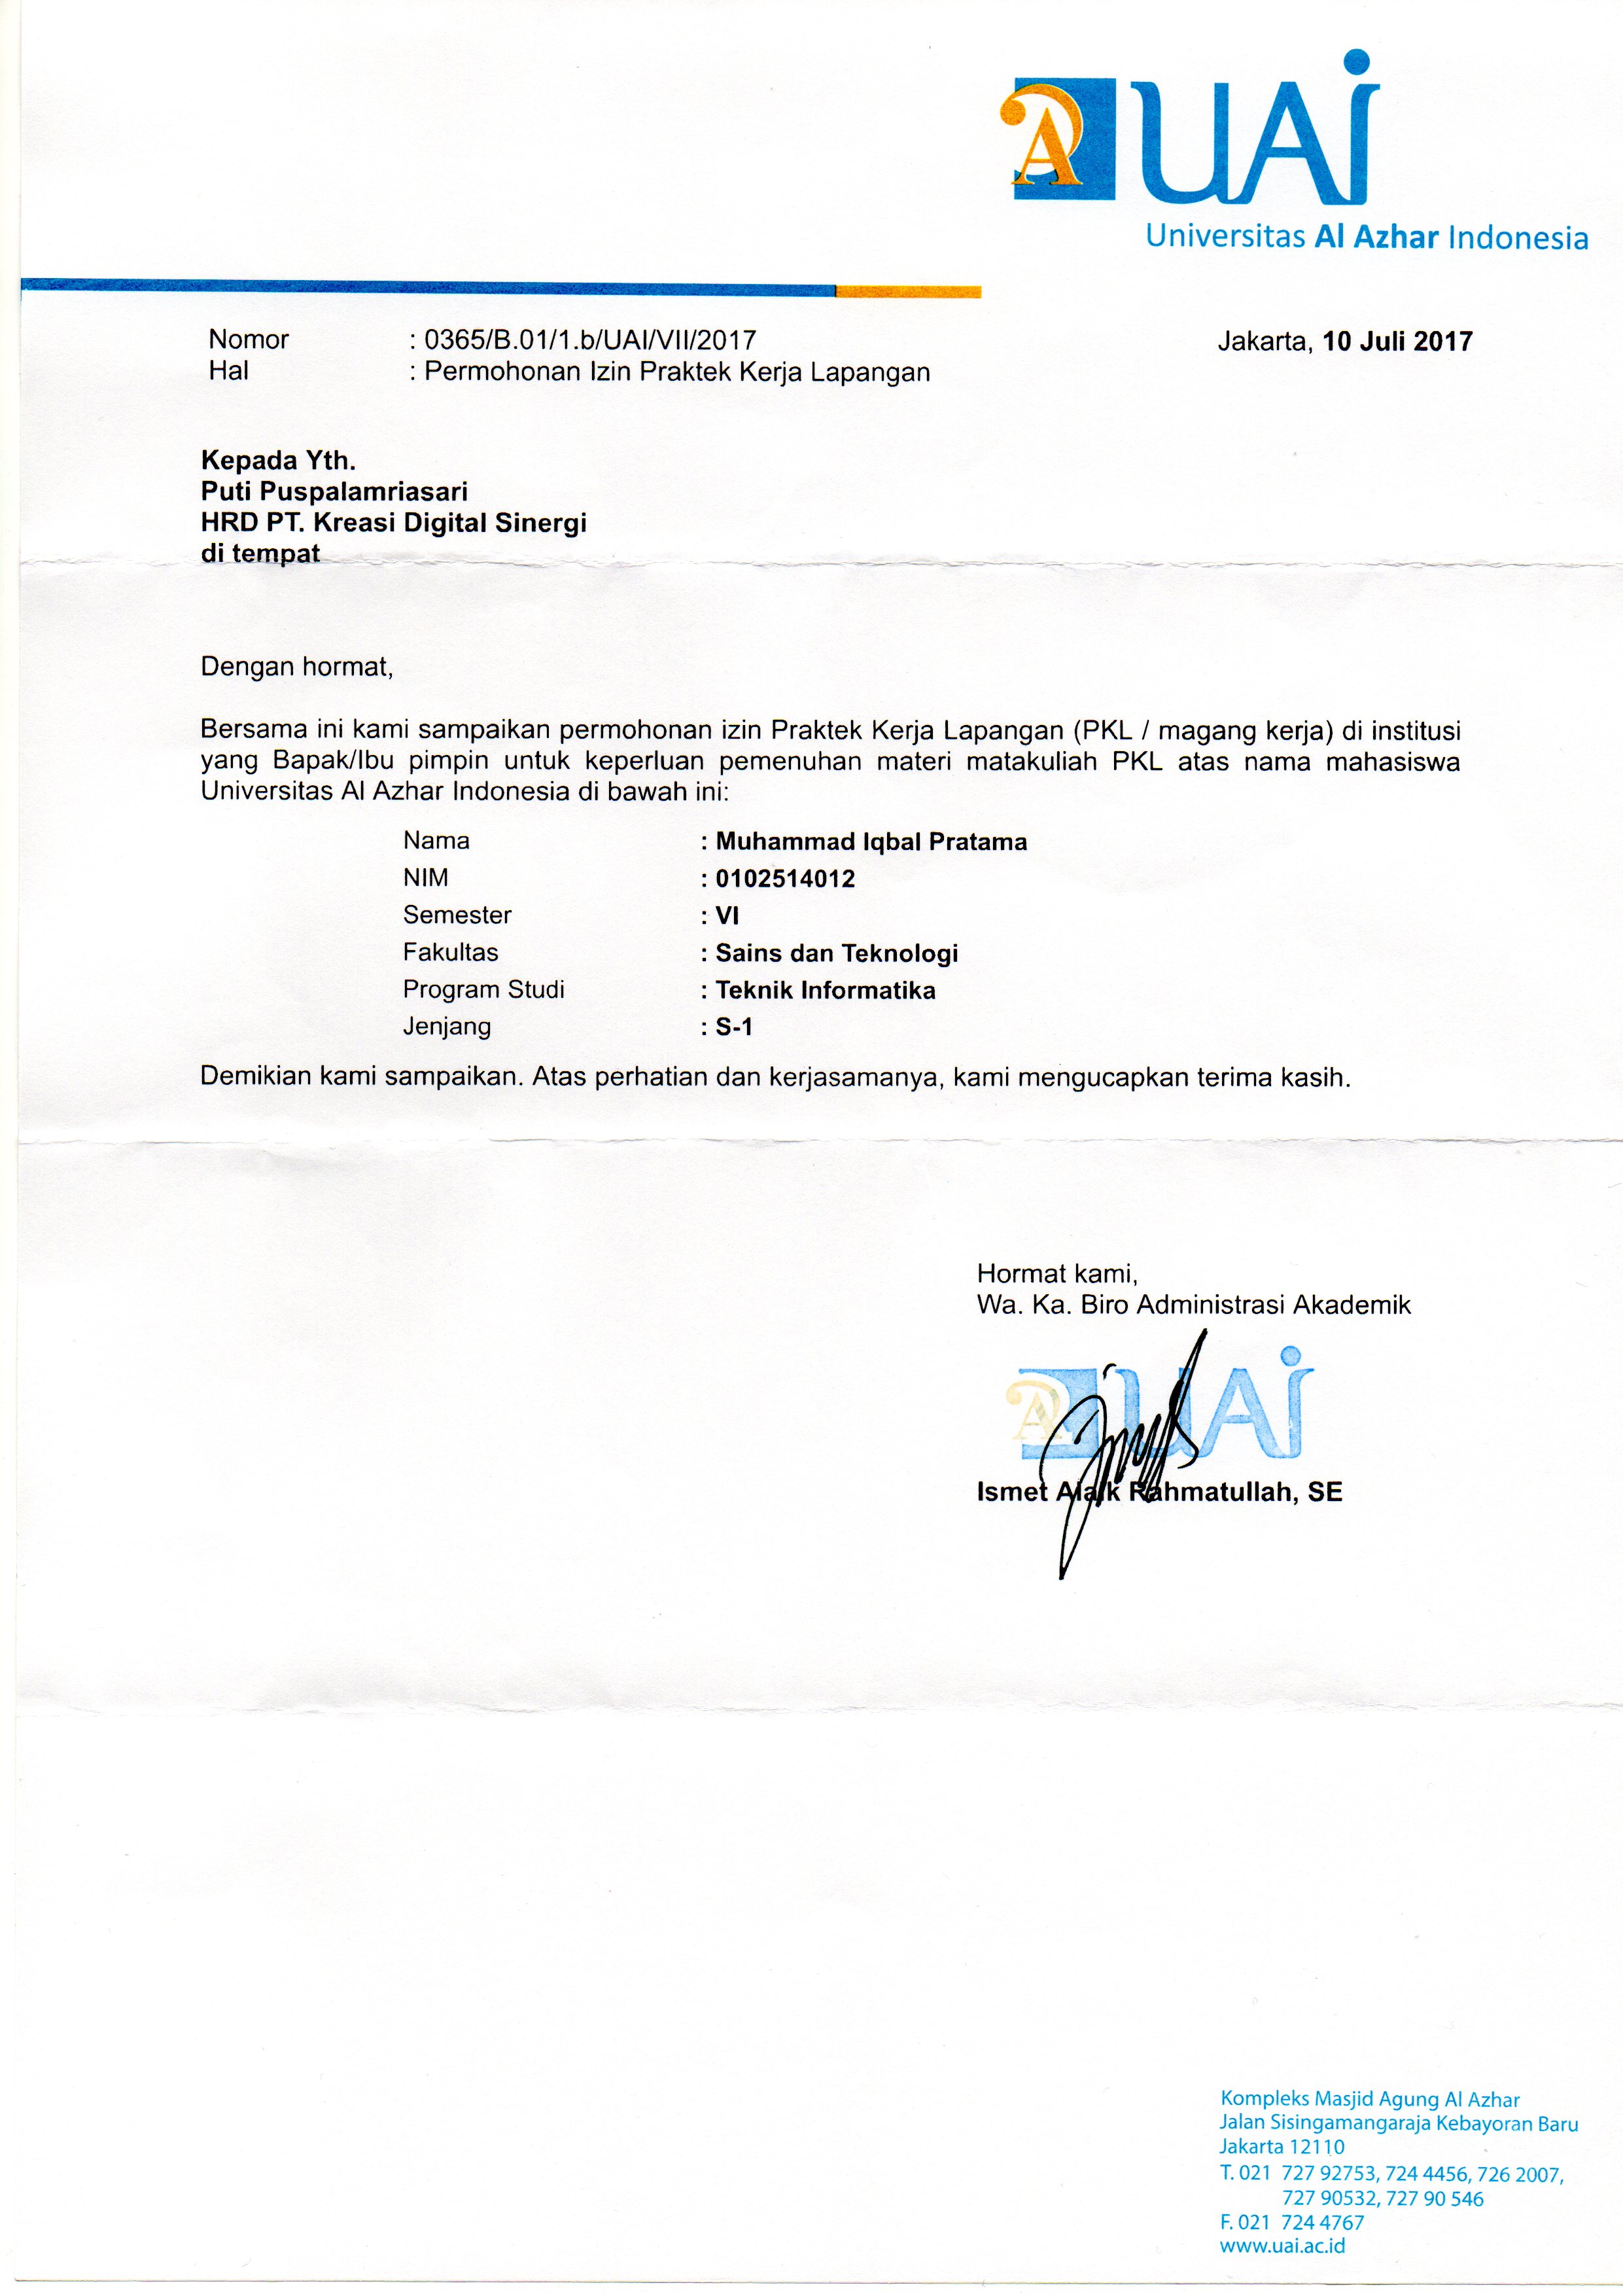 A UAI
Universitas Al Azhar Indonesia
Nomor : 0365/B.01/1.b/UAI/VII/2017 Jakarta, 10 Juli 2017
Hal : Permohonan Izin Praktek Kerja Lapangan
Kepada Yth.
Puti Puspalamriasari
HRD PT. Kreasi Digital Sinergi
di tempat
Dengan hormat,
Bersama ini kami sampaikan permohonan izin Praktek Kerja Lapangan (PKL / magang kerja) di institusi
yang Bapak/Ibu pimpin untuk keperluan pemenuhan materi matakuliah PKL atas nama mahasiswa
Universitas Al Azhar Indonesia di bawah ini:
Nama : Muhammad Iqbal Pratama
NIM : 0102514012
Semester : VI
Fakultas : Sains dan Teknologi
Program Studi : Teknik Informatika
Jenjang : S-1
Demikian kami sampaikan. Atas perhatian dan kerjasamanya, kami mengucapkan terima kasih.
Hormat kami,
Wa. Ka. Biro Administrasi Akademik
A UAI
Ismet Alaik Rahmatullah, SE
Kompleks Masjid Agung Al Azhar
Jalan Sisingamangaraja Kebayoran Baru
Jakarta 12110
T. 021 727 92753, 724 4456, 726 2007,
727 90532, 727 90 546
F. 021 724 4767
www.uai.ac.id